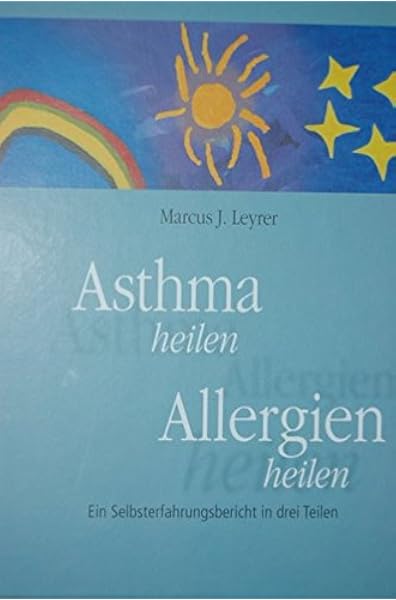 Marcus J. Leyrer
Asthma
heilen
Allergien
heilen
Ein Selbsterfahrungsbericht in drei Teilen